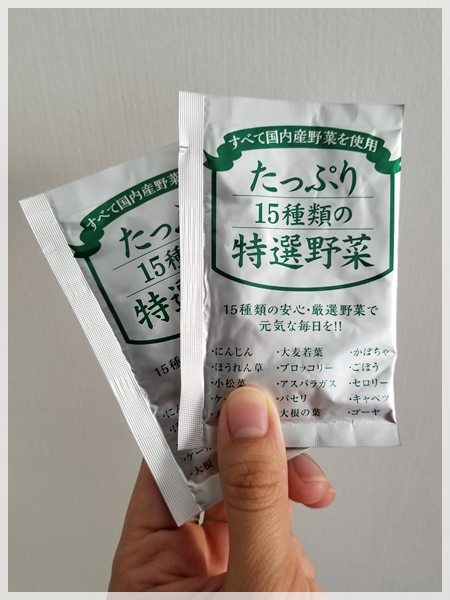 すべて国内産野菜を使用
たっぷり
15種類の
特選野菜
15種類の安心・厳選野菜で
元気な毎日を!!
・にんじん ・大麦若葉 ・かぼちゃ
・ほうれん草 ・ブロッコリー ・ごぼう
・小松菜 ・アスパラガス ・セロリー
・ケ ・パセリ ・キャベツ
・大根の葉 ・ゴーヤ
すべて国内産野菜
たっ
15種
特選
15種
・にん
・大根